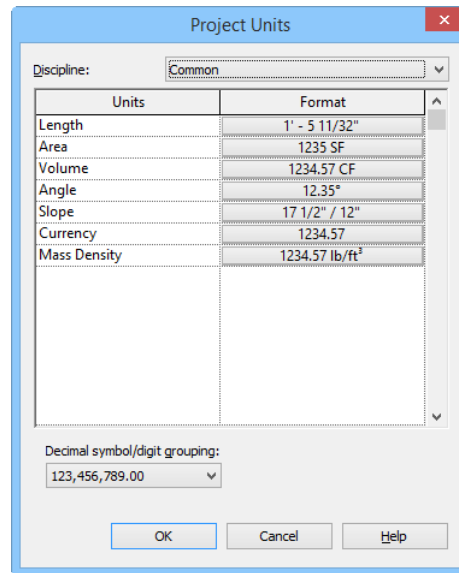 Project Units
Discipline: Common
Units Format
Length 1' - 5 11/32"
Area 1235 SF
Volume 1234.57 CF
Angle 12.35°
Slope 17 1/2" / 12"
Currency 1234.57
Mass Density 1234.57 lb/ft³
Decimal symbol/digit grouping:
123,456,789.00
OK Cancel Help